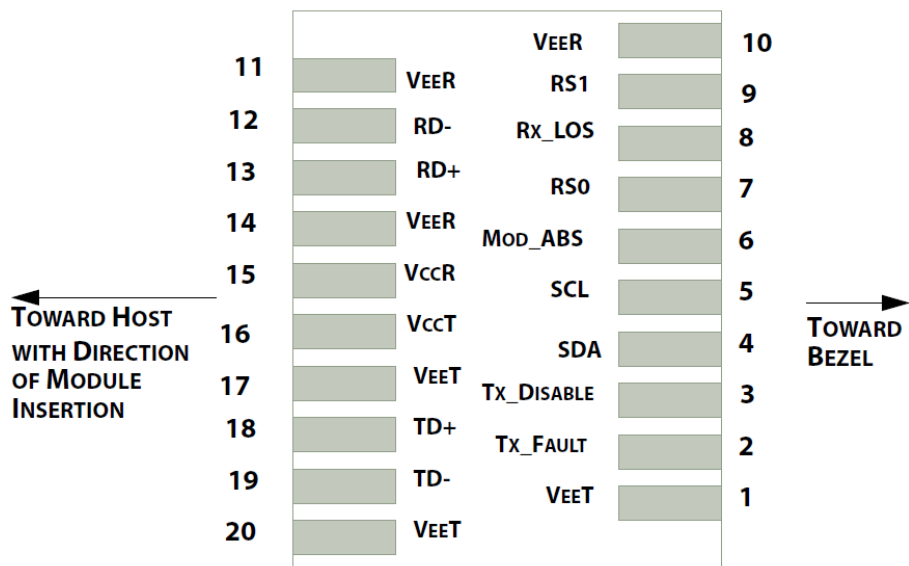 11 VEER
12 RD-
13 RD+
14 VEER
15 VCCR
16 VCCT
17 VEET
18 TD+
19 TD-
20 VEET
VEER 10
RS1 9
RX_LOS 8
RS0 7
MOD_ABS 6
SCL 5
SDA 4
TX_DISABLE 3
TX_FAULT 2
VEET 1
TOWARD HOST
WITH DIRECTION
OF MODULE
INSERTION
TOWARD
BEZEL